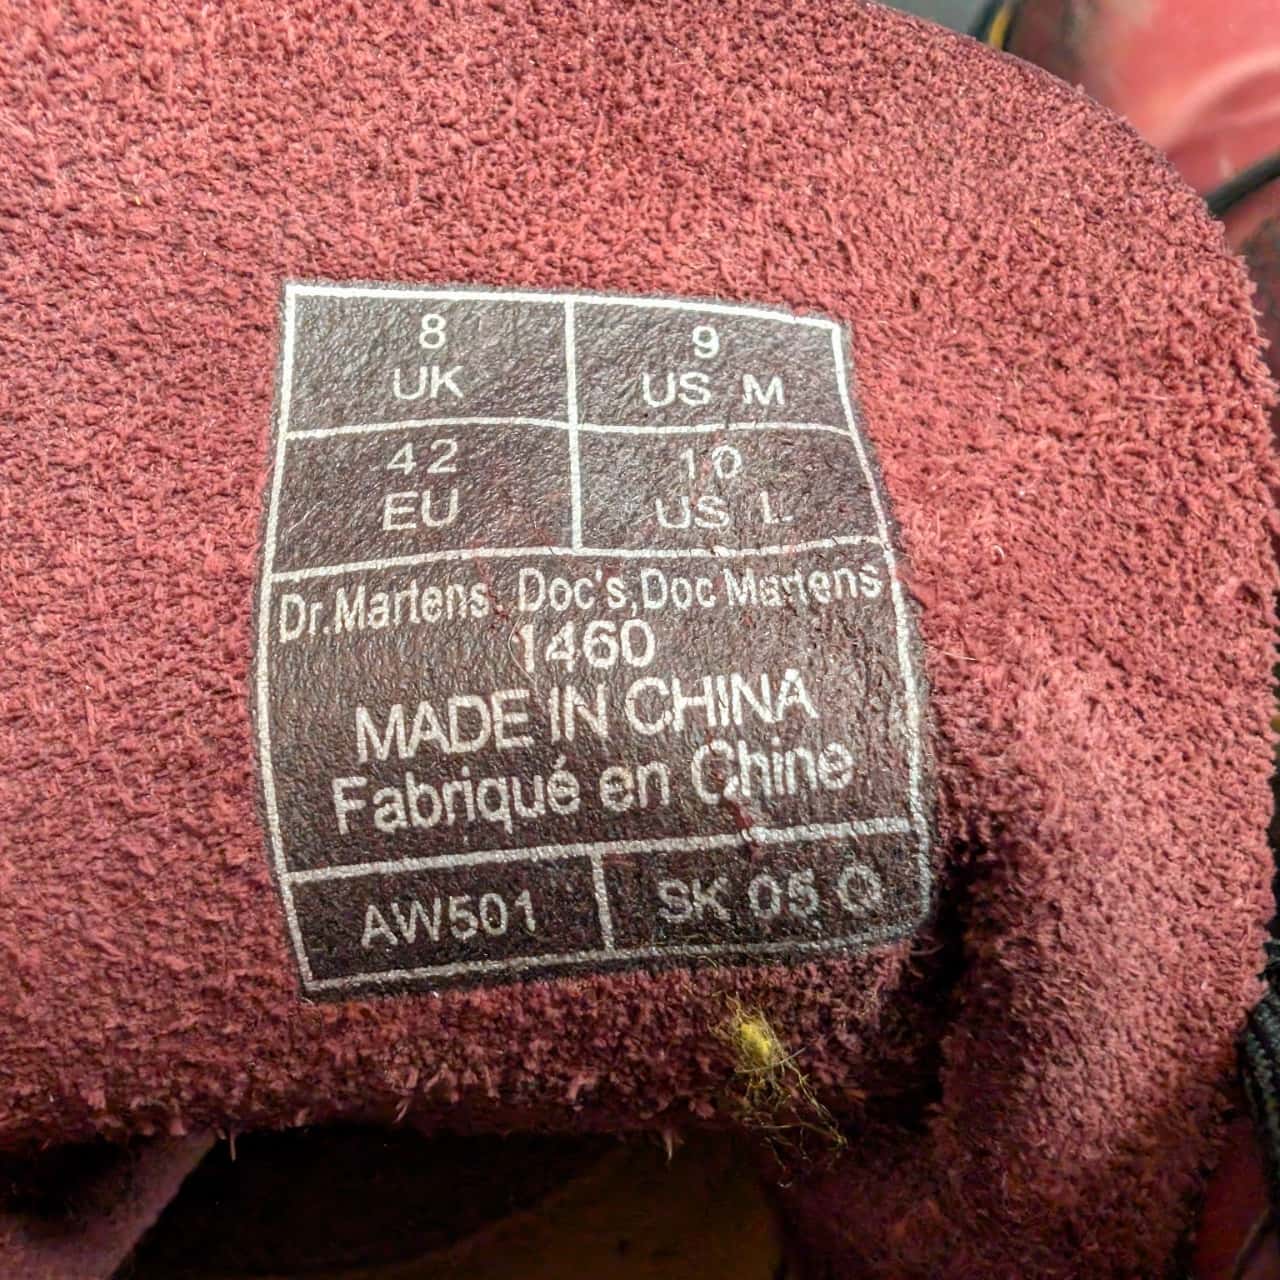 8
UK
9
US M
42
EU
10
US L
Dr.Martens, Doc's, Doc Martens
1460
MADE IN CHINA
Fabriqué en Chine
AW501
SK 05 Q